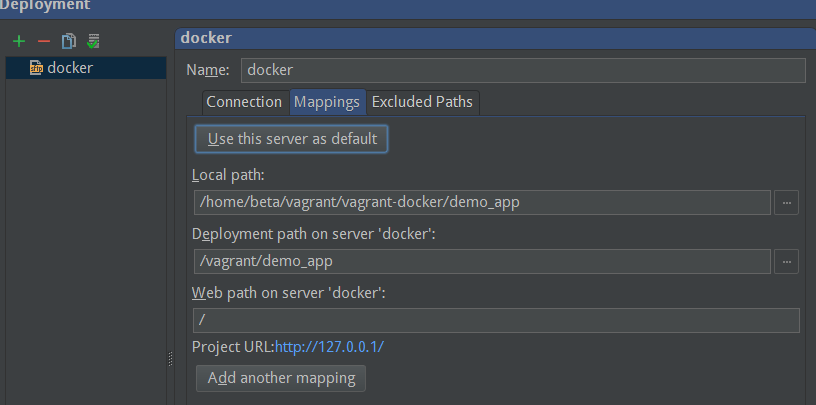 Deployment
docker
docker
Name: docker
Connection Mappings Excluded Paths
Use this server as default
Local path:
/home/beta/vagrant/vagrant-docker/demo_app ...
Deployment path on server 'docker':
/vagrant/demo_app ...
Web path on server 'docker':
/
Project URL:http://127.0.0.1/
Add another mapping